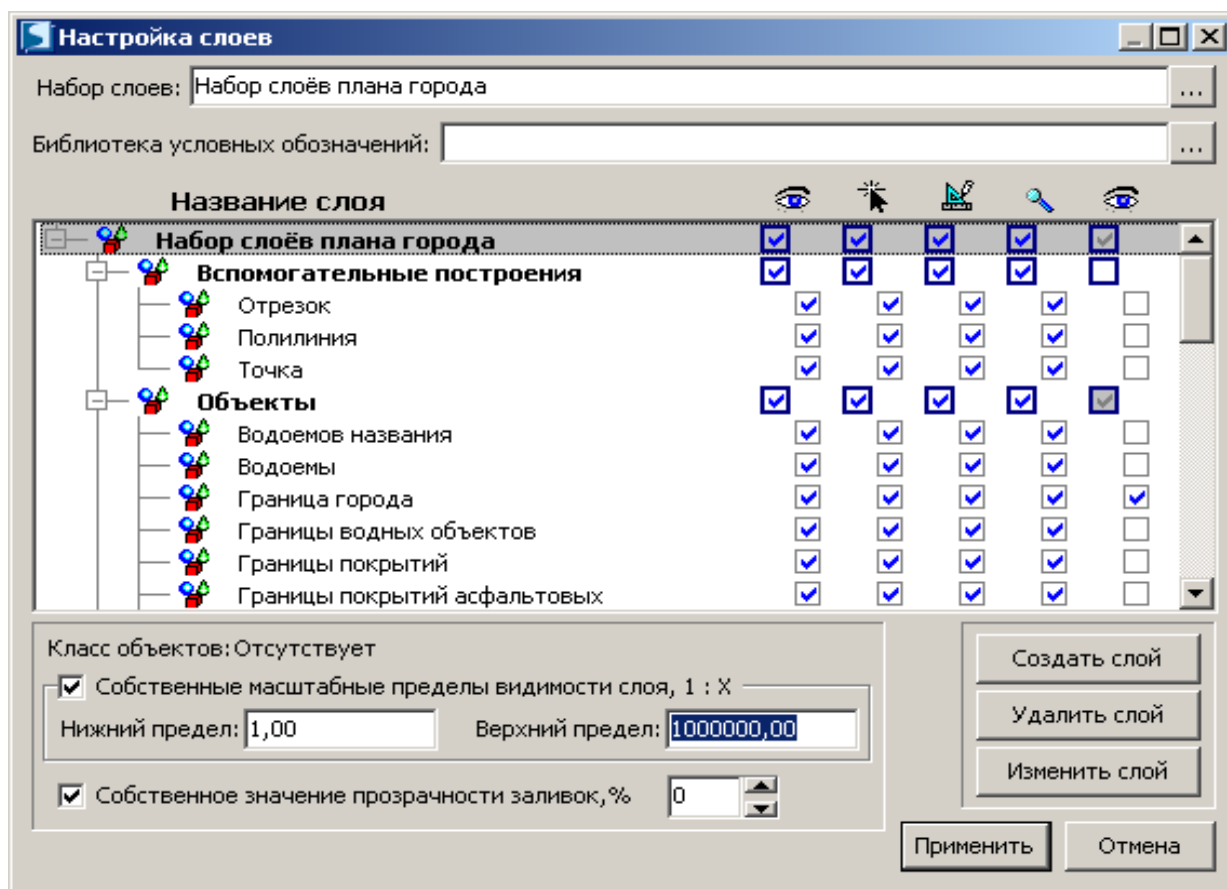 Настройка слоев
Набор слоев: Набор слоёв плана города ...
Библиотека условных обозначений: ...
Название слоя
Набор слоёв плана города
Вспомогательные построения
Отрезок
Полилиния
Точка
Объекты
Водоемов названия
Водоемы
Граница города
Границы водных объектов
Границы покрытий
Границы покрытий асфальтовых
Класс объектов: Отсутствует
Собственные масштабные пределы видимости слоя, 1 : X
Нижний предел: 1,00 Верхний предел: 1000000,00
Собственное значение прозрачности заливок,% 0
Создать слой
Удалить слой
Изменить слой
Применить Отмена